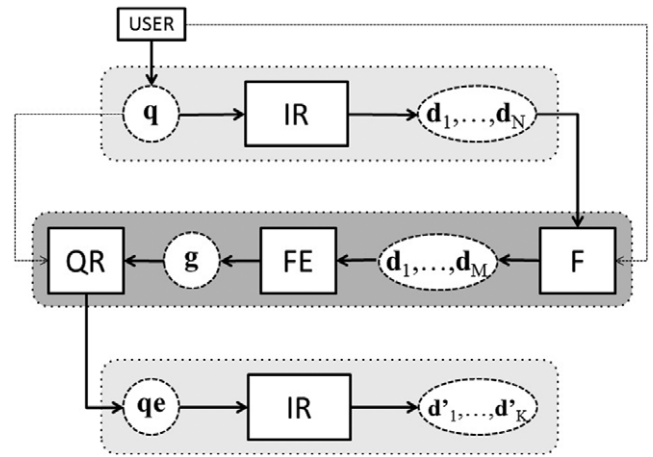 USER
q IR d1,…,dN
QR g FE d1,…,dM F
qe IR d'1,…,d'K